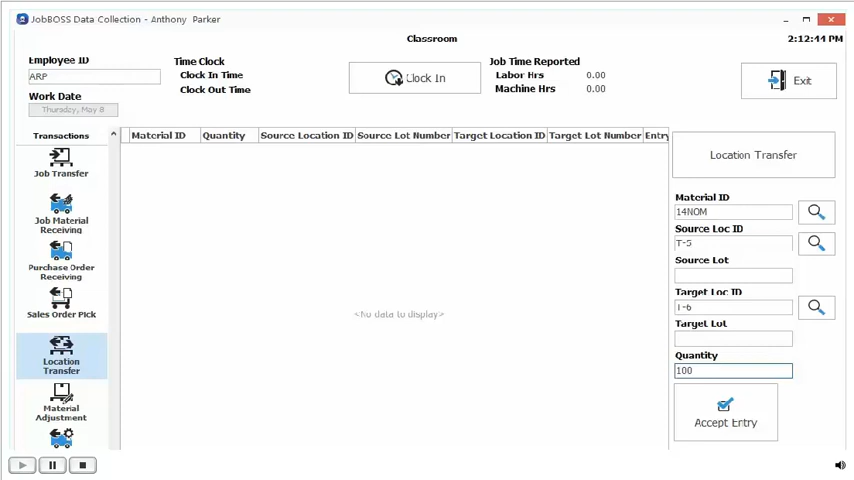 JobBOSS Data Collection - Anthony Parker
Classroom
2:12:44 PM
Employee ID
ARP
Work Date
Thursday, May 8
Time Clock
Clock In Time
Clock Out Time
Clock In
Job Time Reported
Labor Hrs 0.00
Machine Hrs 0.00
Exit
Transactions
Job Transfer
Job Material
Receiving
Purchase Order
Receiving
Sales Order Pick
Location
Transfer
Material
Adjustment
Material ID Quantity Source Location ID Source Lot Number Target Location ID Target Lot Number Entry
<No data to display>
Location Transfer
Material ID
14NOM
Source Loc ID
T-5
Source Lot
Target Loc ID
T-6
Target Lot
Quantity
100
Accept Entry